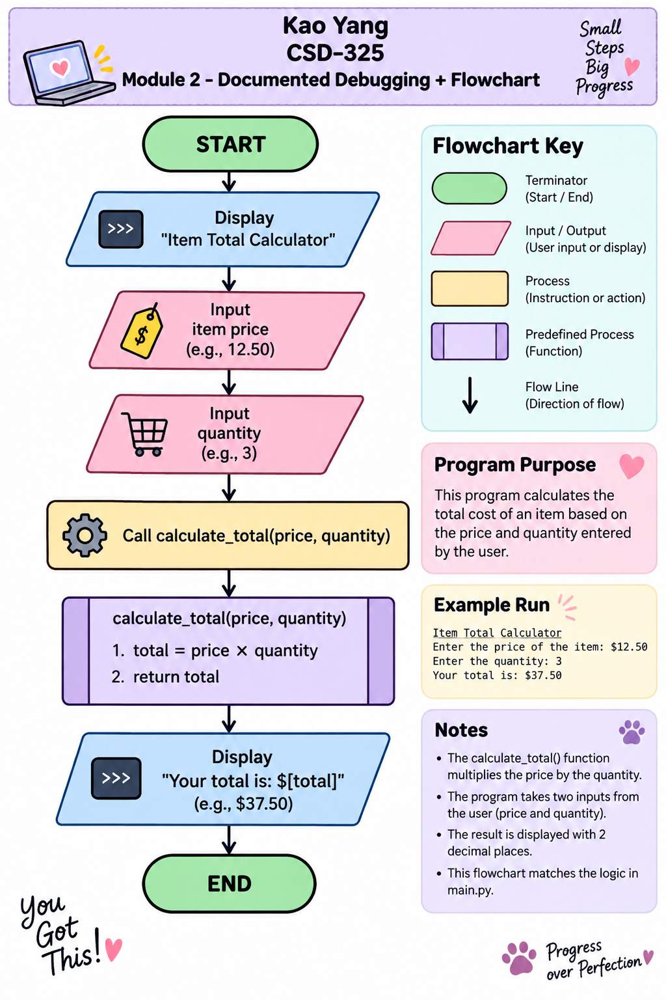 Kao Yang
CSD-325
Module 2 - Documented Debugging + Flowchart
Small
Steps
Big
Progress
START
>>>
Display
"Item Total Calculator"
$
Input
item price
(e.g., 12.50)
Input
quantity
(e.g., 3)
Call calculate_total(price, quantity)
calculate_total(price, quantity)
1. total = price × quantity
2. return total
>>>
Display
"Your total is: $[total]"
(e.g., $37.50)
END
You
Got
This!
Flowchart Key
Terminator
(Start / End)
Input / Output
(User input or display)
Process
(Instruction or action)
Predefined Process
(Function)
Flow Line
(Direction of flow)
Program Purpose
This program calculates the
total cost of an item based on
the price and quantity entered
by the user.
Example Run
Item Total Calculator
Enter the price of the item: $12.50
Enter the quantity: 3
Your total is: $37.50
Notes
• The calculate_total() function
multiplies the price by the quantity.
• The program takes two inputs from
the user (price and quantity).
• The result is displayed with 2
decimal places.
• This flowchart matches the logic in
main.py.
Progress
over Perfection